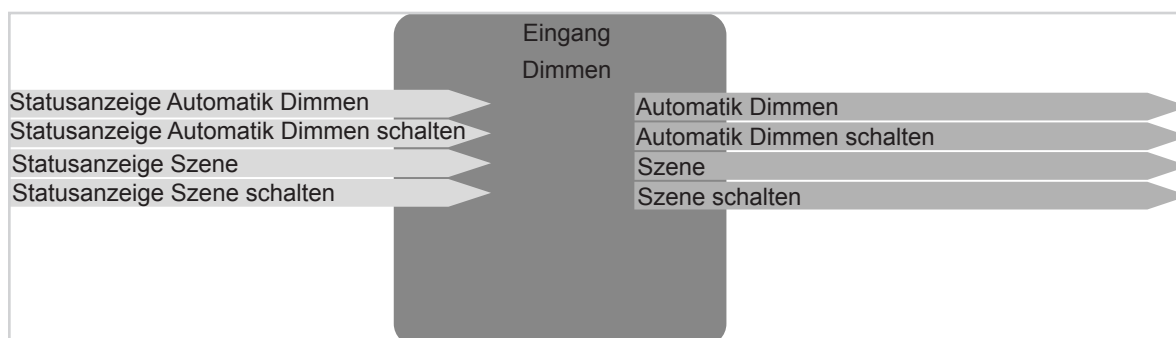 Eingang
Dimmen
Statusanzeige Automatik Dimmen
Statusanzeige Automatik Dimmen schalten
Statusanzeige Szene
Statusanzeige Szene schalten
Automatik Dimmen
Automatik Dimmen schalten
Szene
Szene schalten